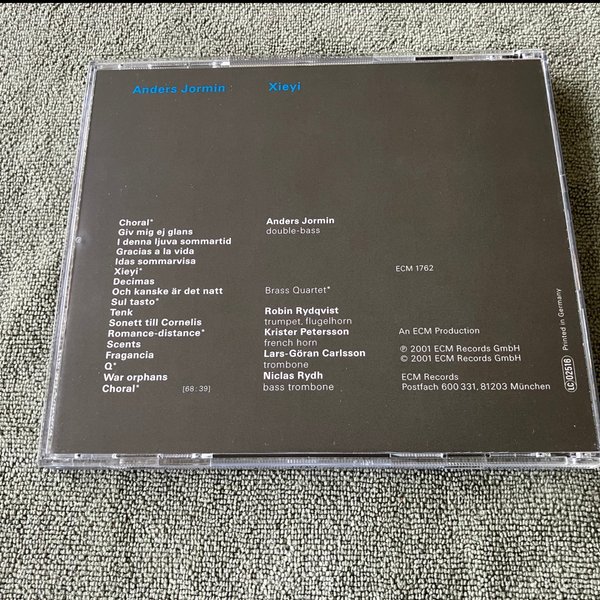 Anders Jormin Xieyi
Choral*
Giv mig ej glans
I denna ljuva sommartid
Gracias a la vida
Idas sommarvisa
Xieyi*
Decimas
Och kanske är det natt
Sul tasto*
Tenk
Sonett till Cornelis
Romance-distance*
Scents
Fragancia
Q*
War orphans
Choral* [68:39]
Anders Jormin
double-bass
Brass Quartet*
Robin Rydqvist
trumpet, flugelhorn
Krister Petersson
french horn
Lars-Göran Carlsson
trombone
Niclas Rydh
bass trombone
ECM 1762
An ECM Production
℗ 2001 ECM Records GmbH
© 2001 ECM Records GmbH
ECM Records
Postfach 600 331, 81203 München
LC 02516
Printed in Germany